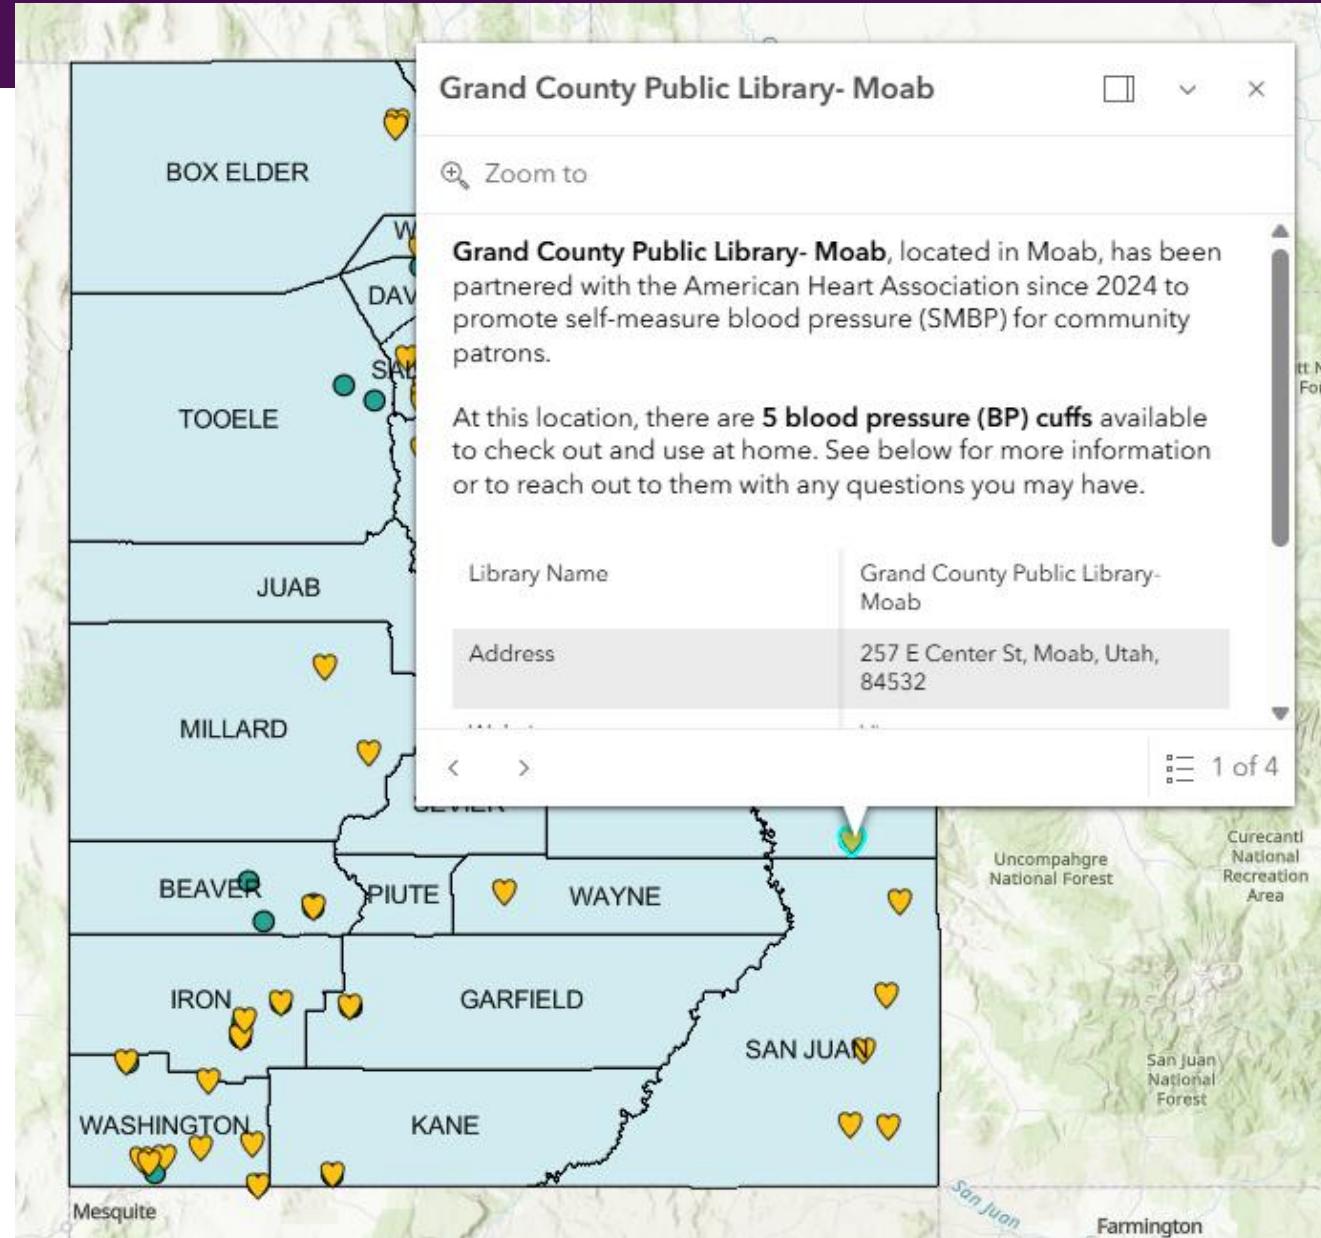 Grand County Public Library- Moab
Zoom to
Grand County Public Library- Moab, located in Moab, has been
partnered with the American Heart Association since 2024 to
promote self-measure blood pressure (SMBP) for community
patrons.
At this location, there are 5 blood pressure (BP) cuffs available
to check out and use at home. See below for more information
or to reach out to them with any questions you may have.
Library Name
Grand County Public Library-
Moab
Address
257 E Center St, Moab, Utah,
84532
1 of 4
BOX ELDER
W
DAV
SAL
TOOELE
JUAB
MILLARD
SEVIER
BEAVER
PIUTE
WAYNE
IRON
GARFIELD
SAN JUAN
WASHINGTON
KANE
Mesquite
Uncompahgre
National Forest
Curecanti
National
Recreation
Area
San Juan
National
Forest
San Juan
Farmington